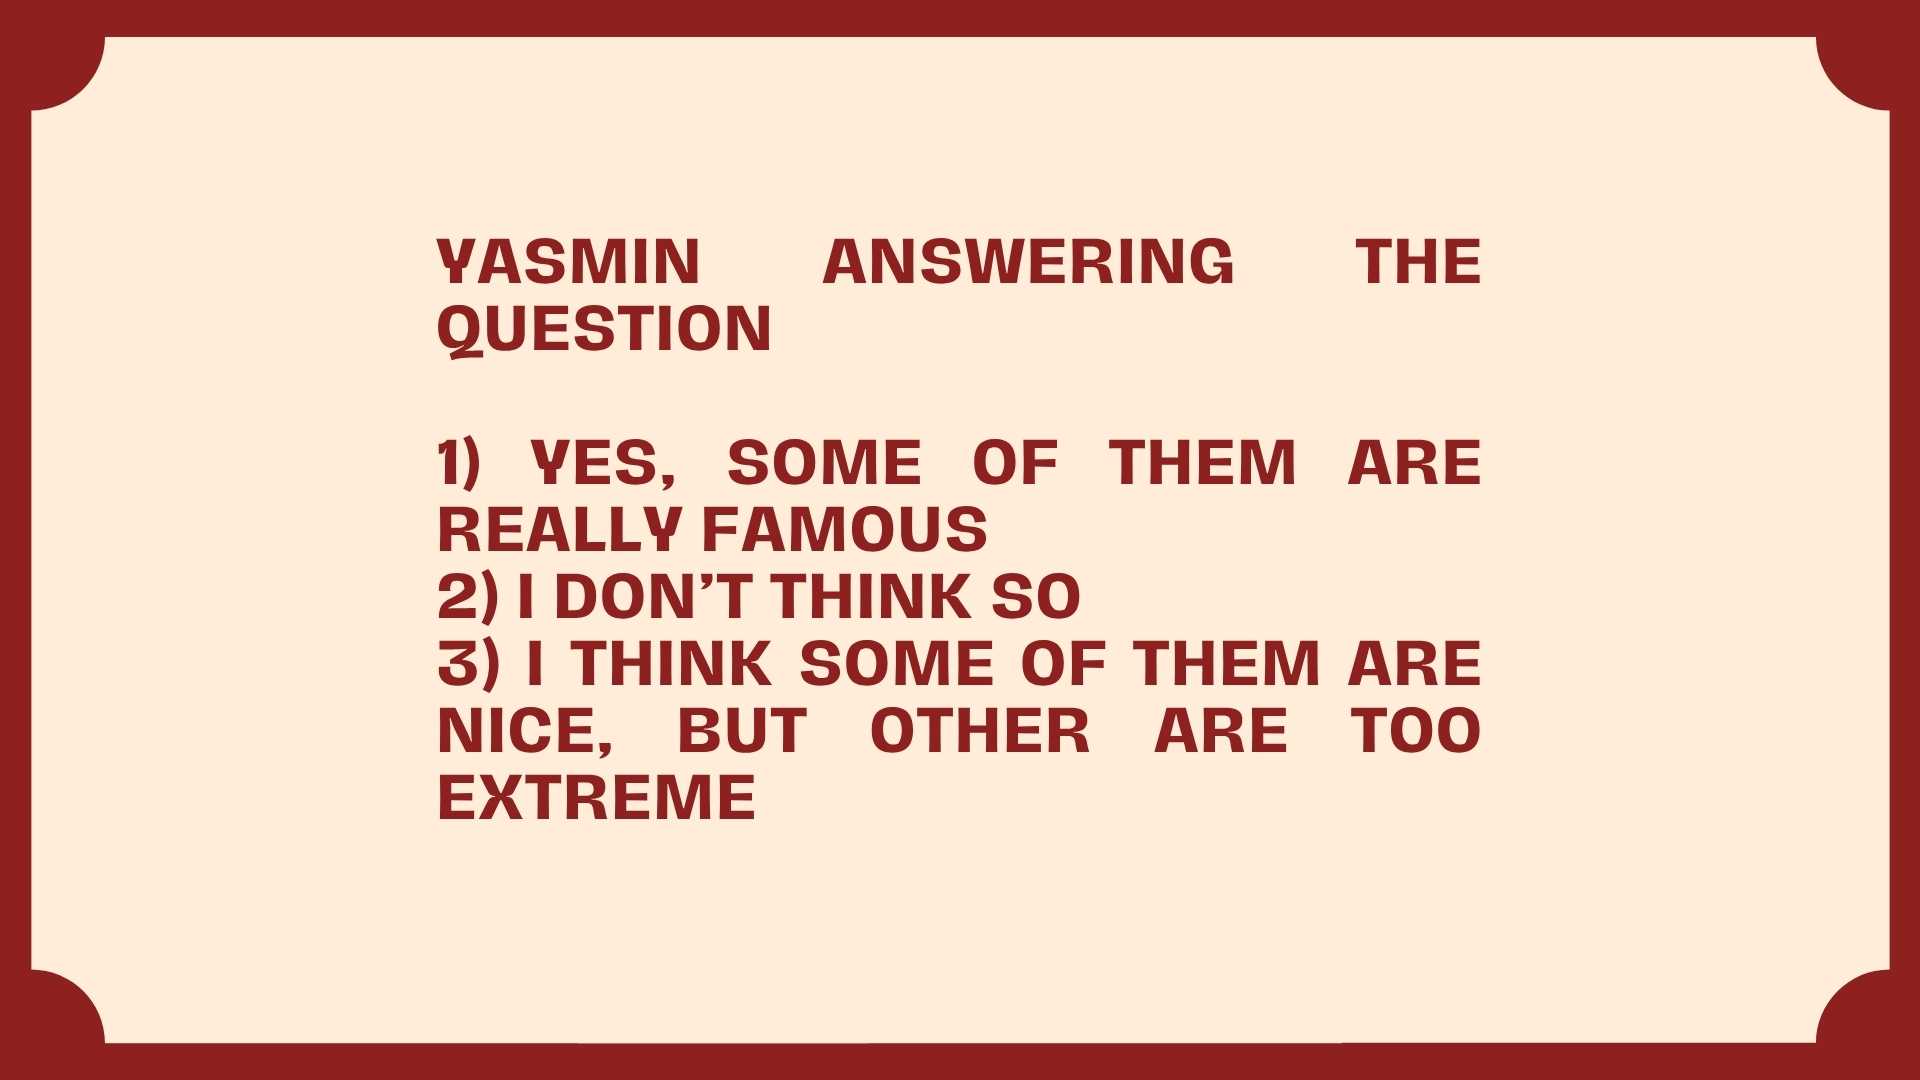 YASMIN ANSWERING THE
QUESTION
1) YES, SOME OF THEM ARE
REALLY FAMOUS
2) I DON’T THINK SO
3) I THINK SOME OF THEM ARE
NICE, BUT OTHER ARE TOO
EXTREME